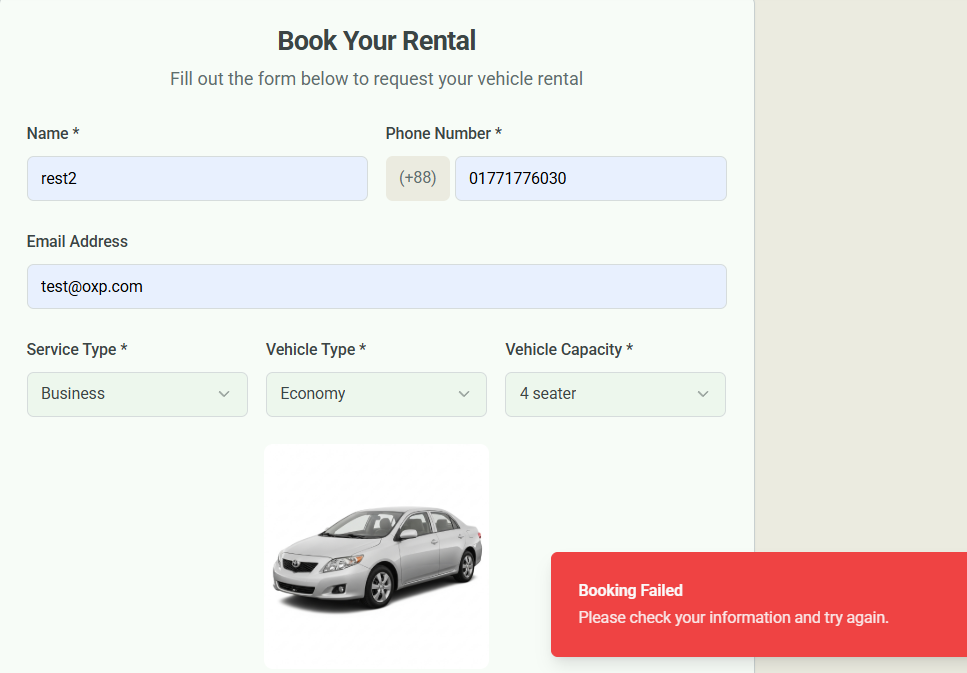 Book Your Rental
Fill out the form below to request your vehicle rental
Name * Phone Number *
rest2 (+88) 01771776030
Email Address
test@oxp.com
Service Type * Vehicle Type * Vehicle Capacity *
Business Economy 4 seater
Booking Failed
Please check your information and try again.